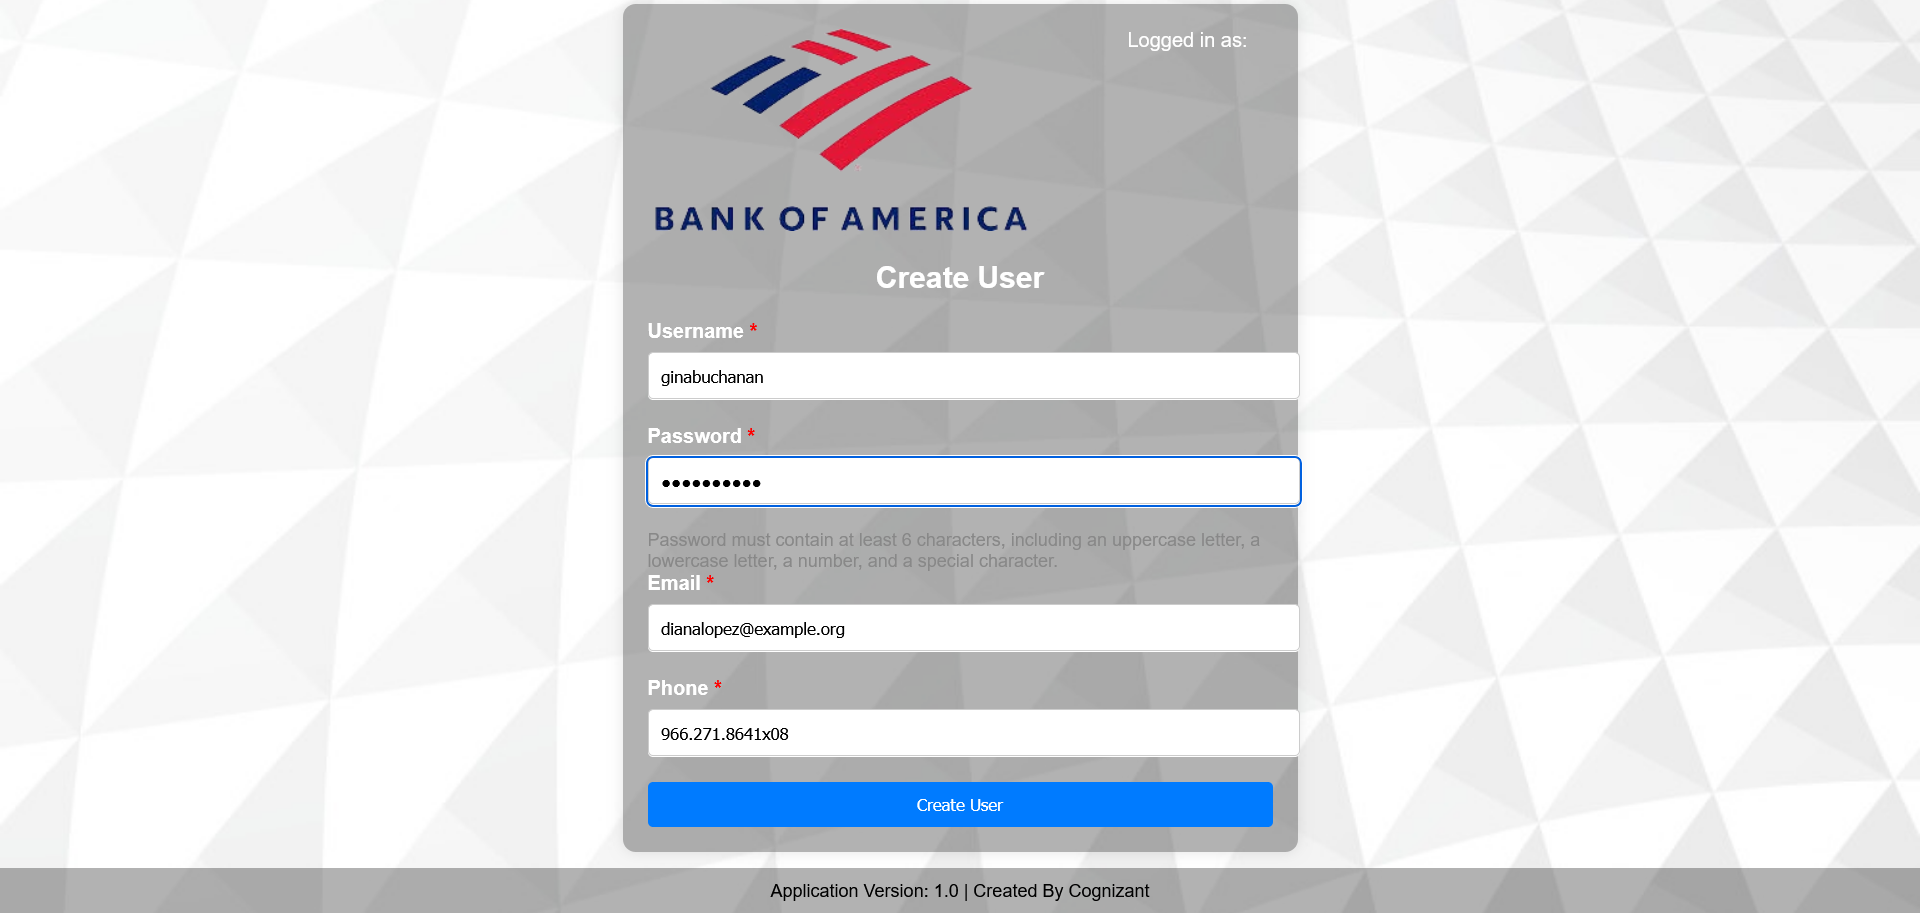 Logged in as:
BANK OF AMERICA
Create User
Username *
ginabuchanan
Password *
••••••••••
Password must contain at least 6 characters, including an uppercase letter, a
lowercase letter, a number, and a special character.
Email *
dianalopez@example.org
Phone *
966.271.8641x08
Create User
Application Version: 1.0 | Created By Cognizant